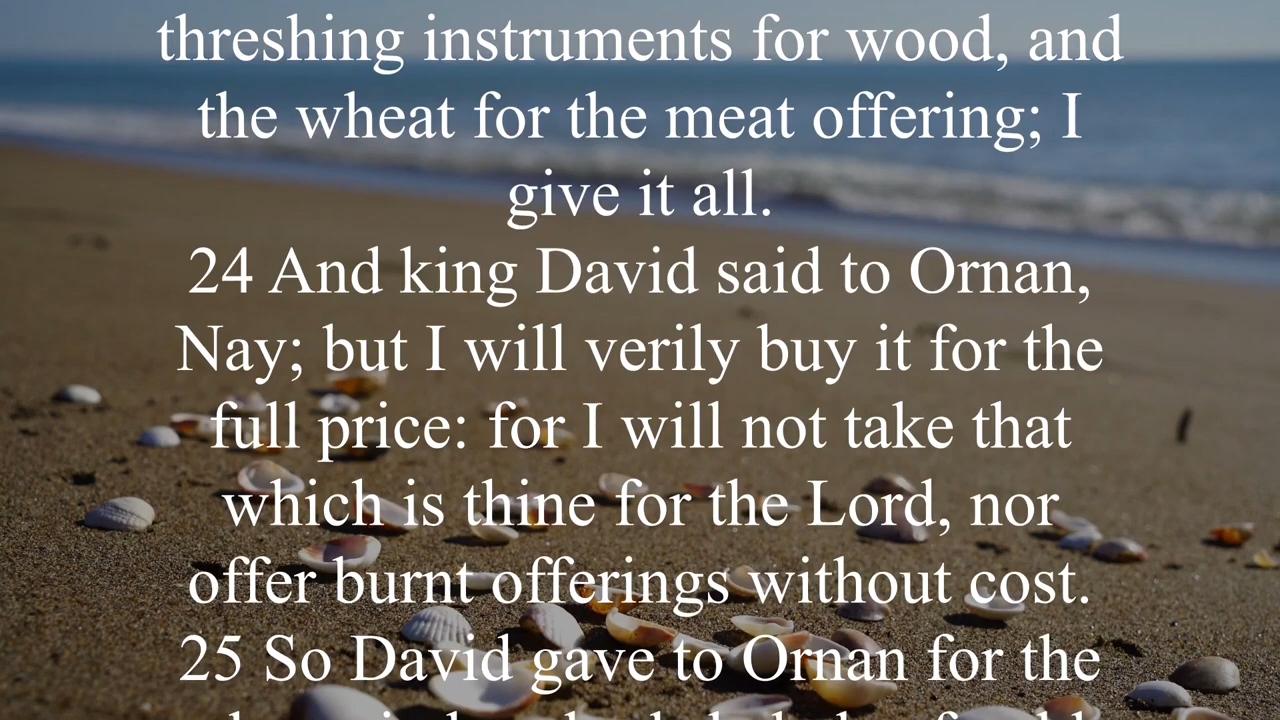 threshing instruments for wood, and
the wheat for the meat offering; I
give it all.
24 And king David said to Ornan,
Nay; but I will verily buy it for the
full price: for I will not take that
which is thine for the Lord, nor
offer burnt offerings without cost.
25 So David gave to Ornan for the